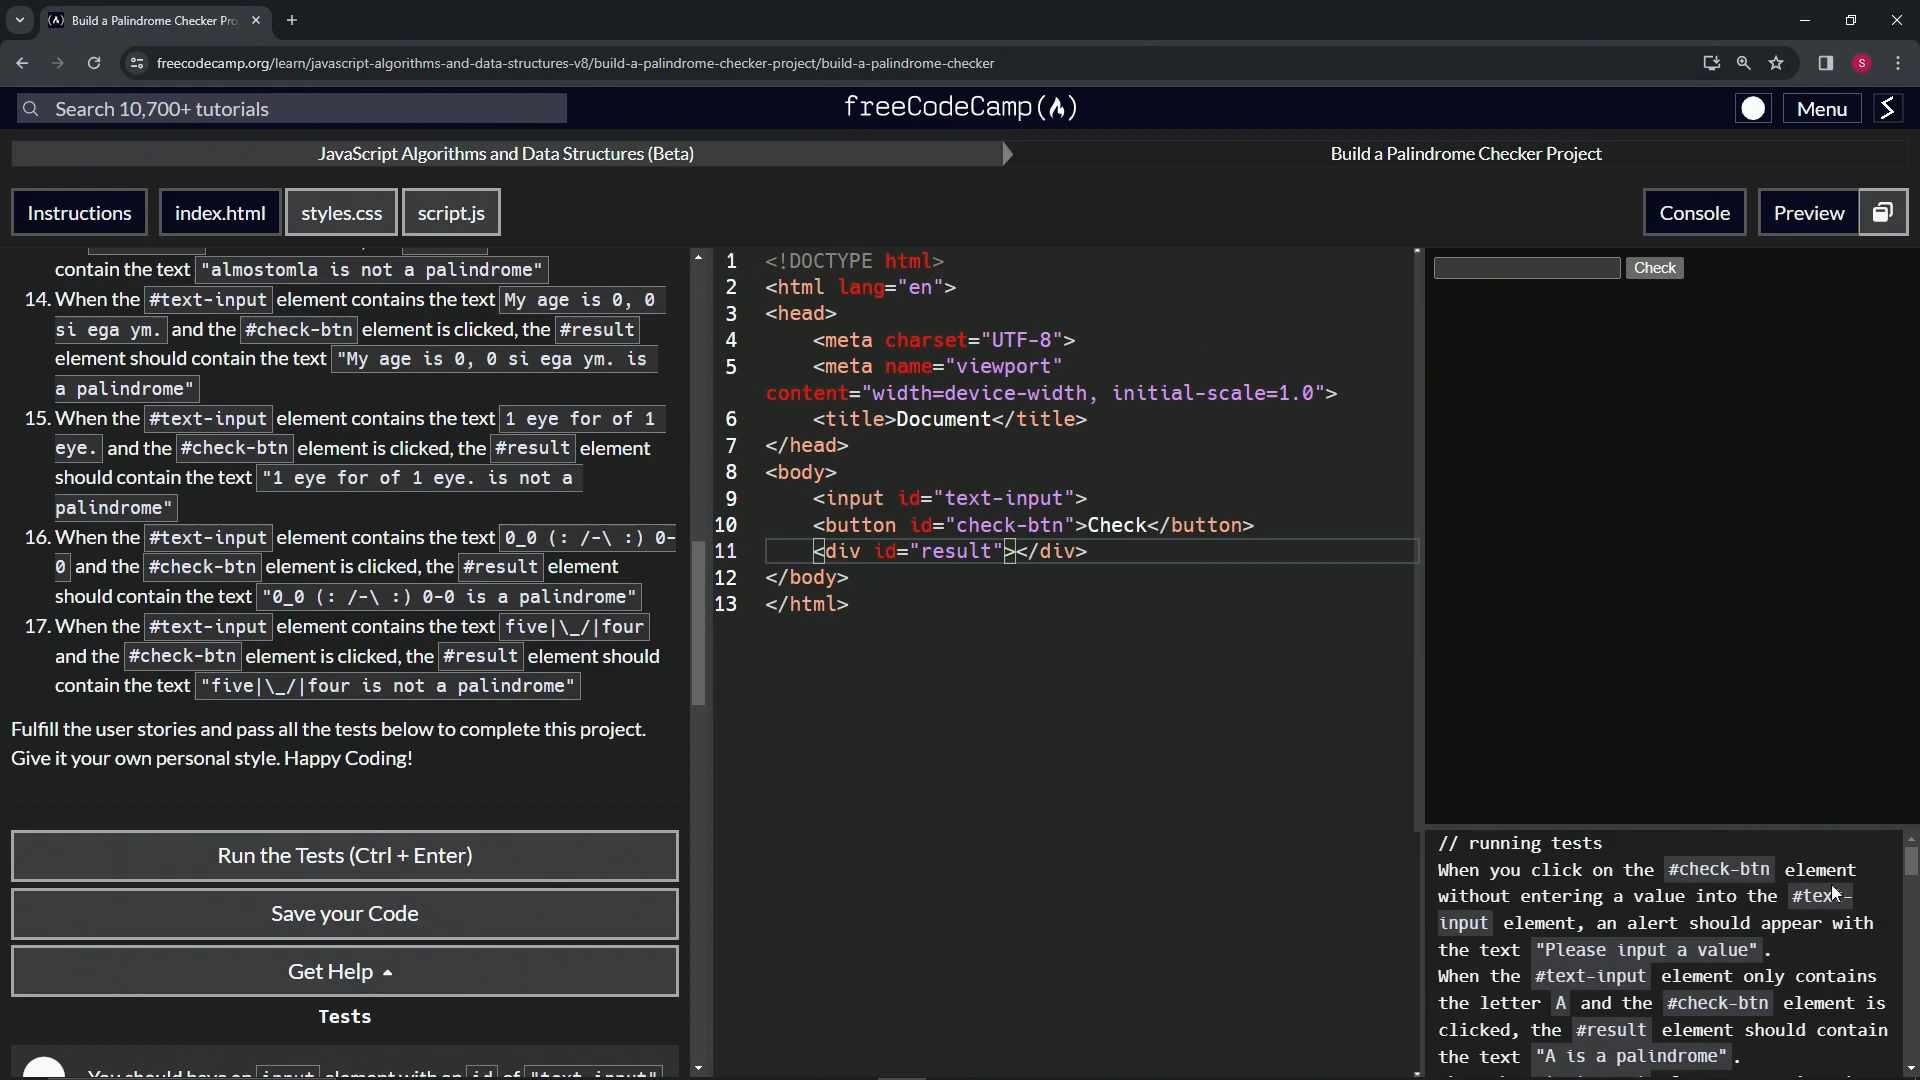 Build a Palindrome Checker Pro
freecodecamp.org/learn/javascript-algorithms-and-data-structures-v8/build-a-palindrome-checker-project/build-a-palindrome-checker
S
Search 10,700+ tutorials
freeCodeCamp
Menu
JavaScript Algorithms and Data Structures (Beta)
Build a Palindrome Checker Project
Instructions
index.html
styles.css
script.js
Console
Preview
contain the text "almostomla is not a palindrome"
14. When the #text-input element contains the text My age is 0, 0
si ega ym. and the #check-btn element is clicked, the #result
element should contain the text "My age is 0, 0 si ega ym. is
a palindrome"
15. When the #text-input element contains the text 1 eye for of 1
eye. and the #check-btn element is clicked, the #result element
should contain the text "1 eye for of 1 eye. is not a
palindrome"
16. When the #text-input element contains the text 0_0 (: /-\ :) 0-
0 and the #check-btn element is clicked, the #result element
should contain the text "0_0 (: /-\ :) 0-0 is a palindrome"
17. When the #text-input element contains the text five|\_/|four
and the #check-btn element is clicked, the #result element should
contain the text "five|\_/|four is not a palindrome"
Fulfill the user stories and pass all the tests below to complete this project.
Give it your own personal style. Happy Coding!
Run the Tests (Ctrl + Enter)
Save your Code
Get Help
Tests
You should have an input element with an id of "text-input"
1 <!DOCTYPE html>
2 <html lang="en">
3 <head>
4 <meta charset="UTF-8">
5 <meta name="viewport"
content="width=device-width, initial-scale=1.0">
6 <title>Document</title>
7 </head>
8 <body>
9 <input id="text-input">
10 <button id="check-btn">Check</button>
11 <div id="result"></div>
12 </body>
13 </html>
Check
// running tests
When you click on the #check-btn element
without entering a value into the #text-
input element, an alert should appear with
the text "Please input a value".
When the #text-input element only contains
the letter A and the #check-btn element is
clicked, the #result element should contain
the text "A is a palindrome".